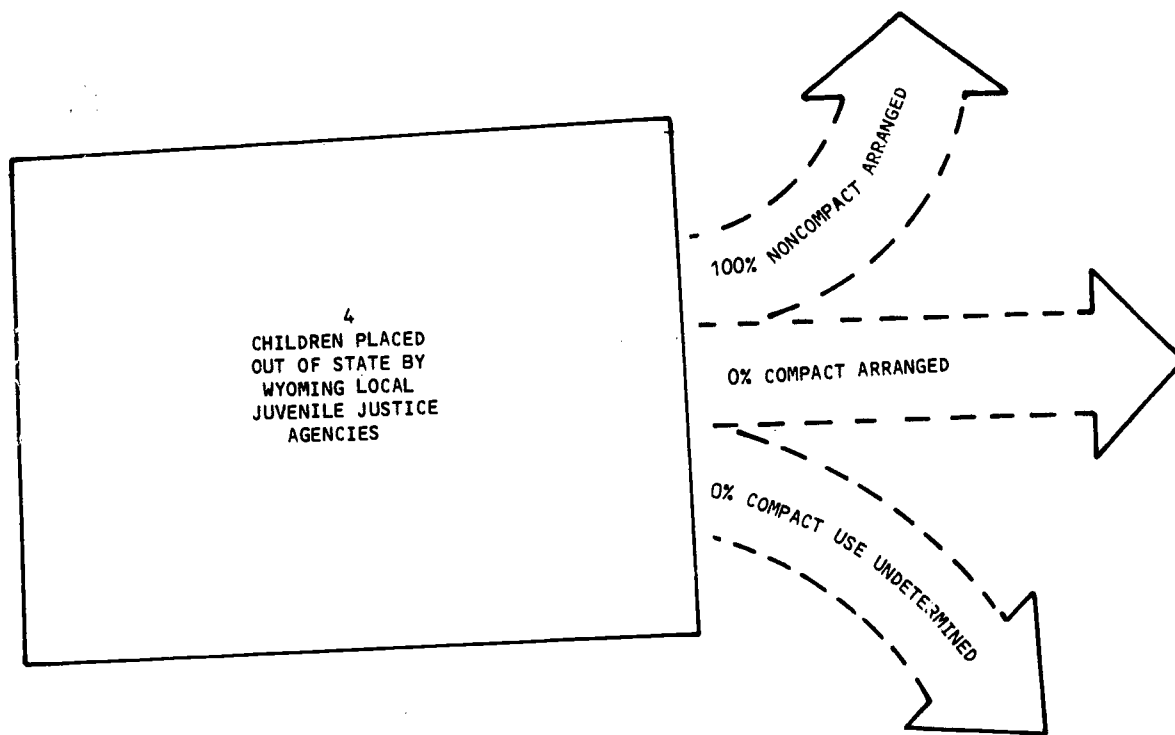 4
CHILDREN PLACED
OUT OF STATE BY
WYOMING LOCAL
JUVENILE JUSTICE
AGENCIES
100% NONCOMPACT ARRANGED
0% COMPACT ARRANGED
0% COMPACT USE UNDETERMINED